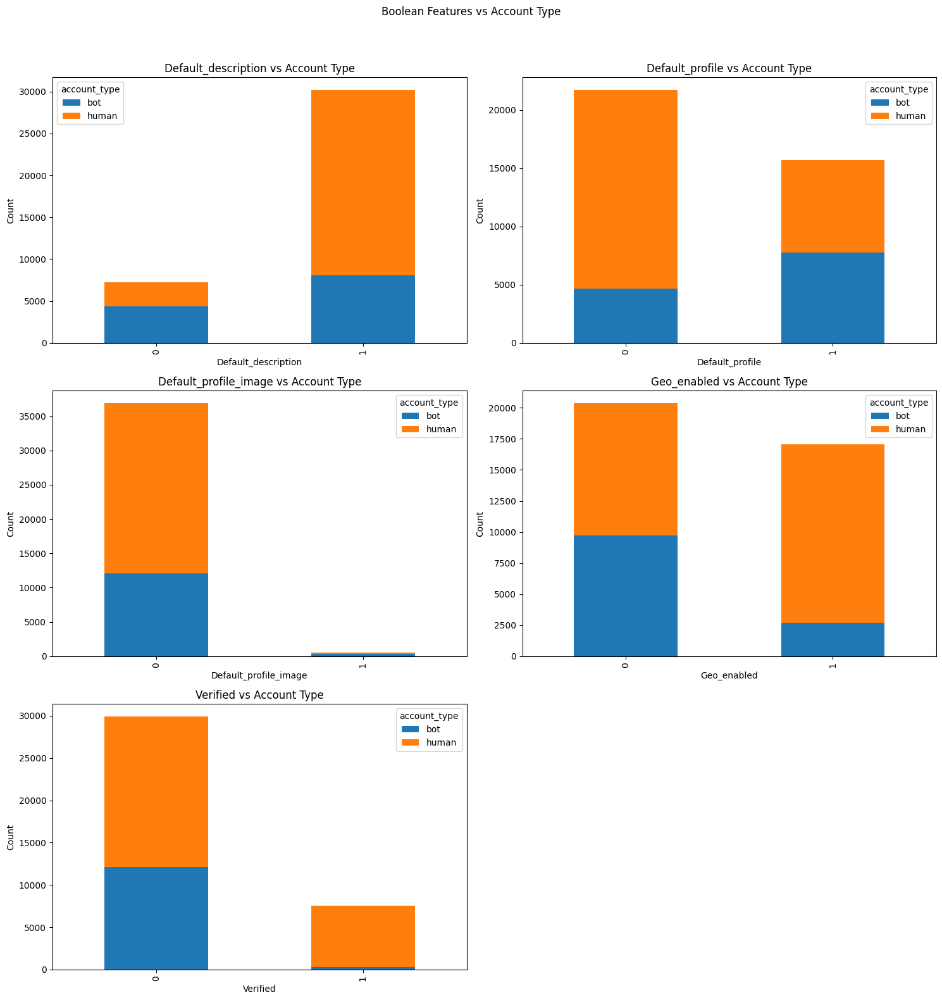 Boolean Features vs Account Type
Default_description vs Account Type
account_type
bot
human
30000
25000
20000
15000
10000
5000
0
Count
0
1
Default_description
Default_profile vs Account Type
account_type
bot
human
20000
15000
10000
5000
0
Count
0
1
Default_profile
Default_profile_image vs Account Type
account_type
bot
human
35000
30000
25000
20000
15000
10000
5000
0
Count
0
1
Default_profile_image
Geo_enabled vs Account Type
account_type
bot
human
20000
17500
15000
12500
10000
7500
5000
2500
0
Count
0
1
Geo_enabled
Verified vs Account Type
account_type
bot
human
30000
25000
20000
15000
10000
5000
0
Count
0
1
Verified